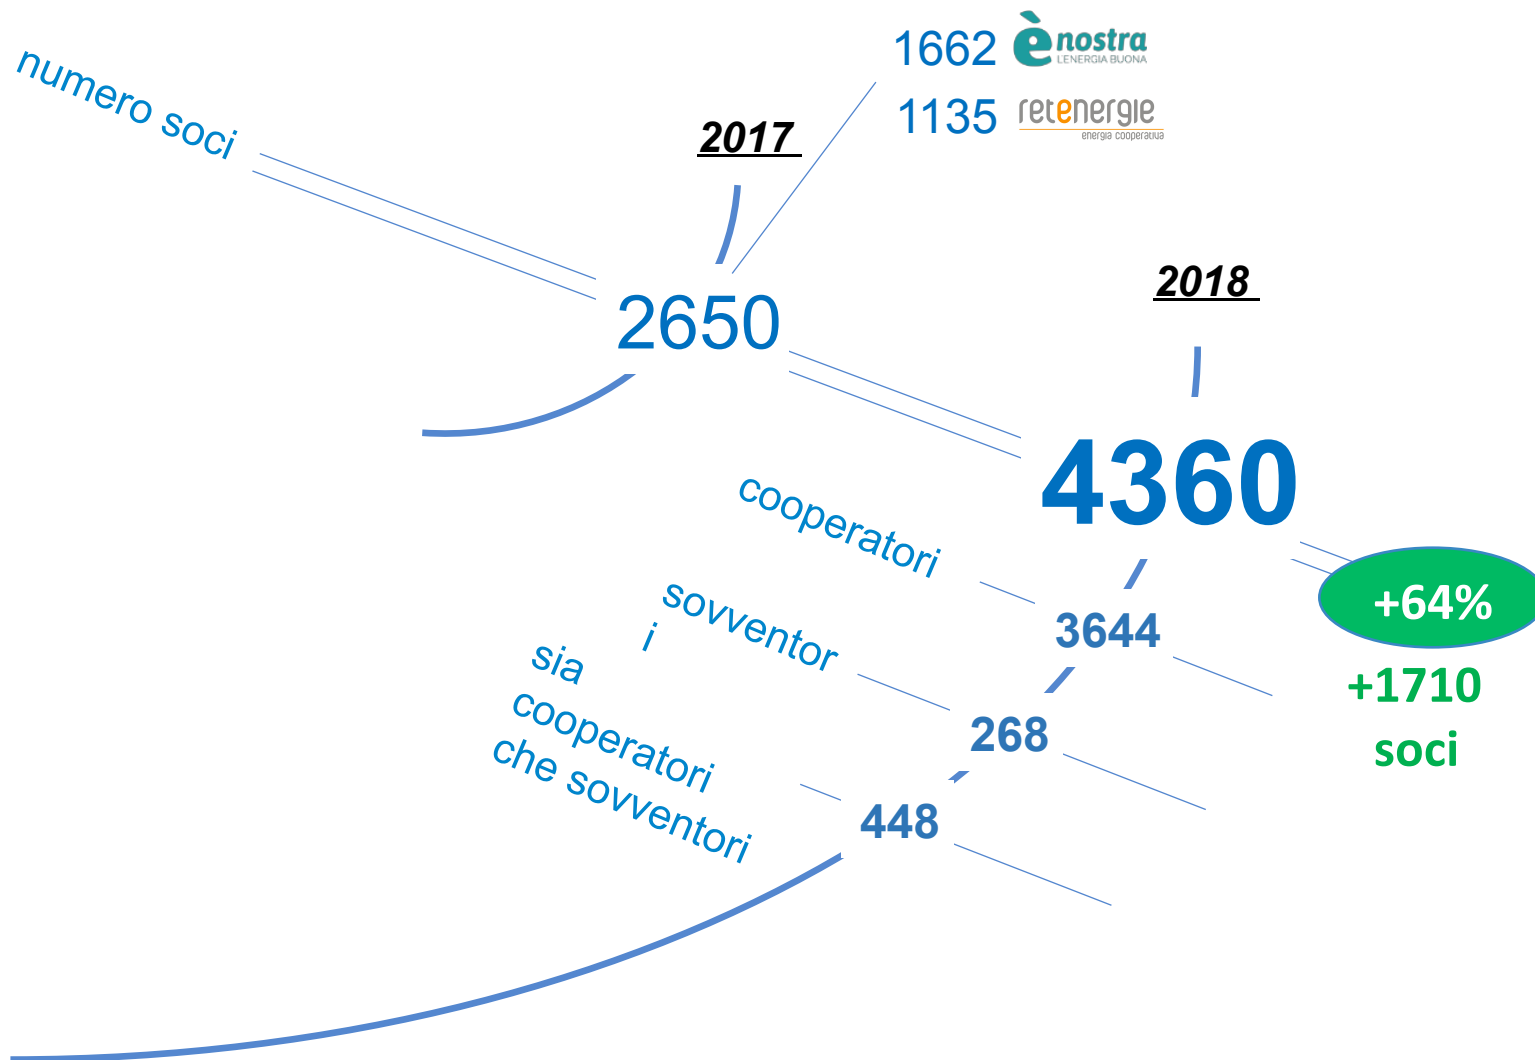 numero soci
2017
1662 è nostra
L'ENERGIA BUONA
1135 retenergie
energia cooperativa
2650
2018
4360
cooperatori
3644
sovventor
i
268
sia
cooperatori
che sovventori
448
+64%
+1710
soci